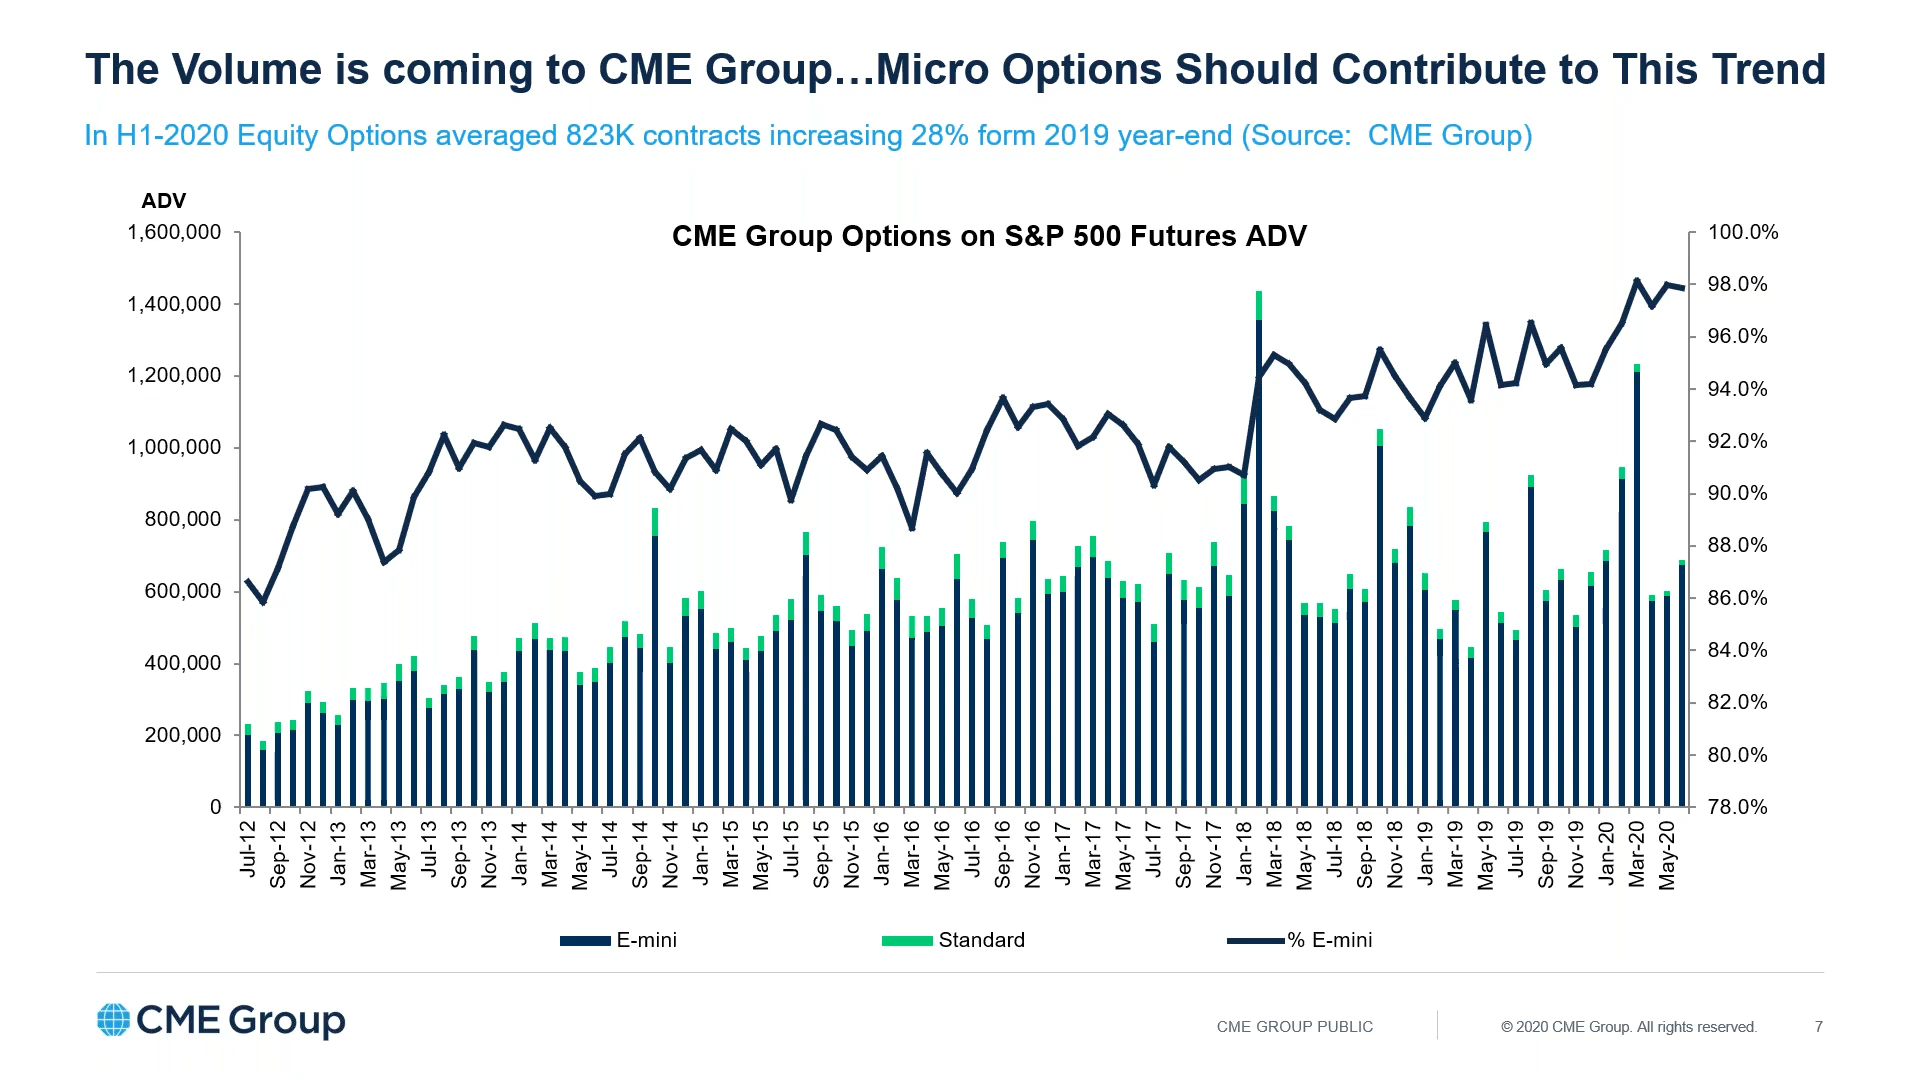 The Volume is coming to CME Group…Micro Options Should Contribute to This Trend
In H1-2020 Equity Options averaged 823K contracts increasing 28% form 2019 year-end (Source:  CME Group)
ADV
CME Group Options on S&P 500 Futures ADV
1,600,000
1,400,000
1,200,000
1,000,000
800,000
600,000
400,000
200,000
0
100.0%
98.0%
96.0%
94.0%
92.0%
90.0%
88.0%
86.0%
84.0%
82.0%
80.0%
78.0%
Jul-12
Sep-12
Nov-12
Jan-13
Mar-13
May-13
Jul-13
Sep-13
Nov-13
Jan-14
Mar-14
May-14
Jul-14
Sep-14
Nov-14
Jan-15
Mar-15
May-15
Jul-15
Sep-15
Nov-15
Jan-16
Mar-16
May-16
Jul-16
Sep-16
Nov-16
Jan-17
Mar-17
May-17
Jul-17
Sep-17
Nov-17
Jan-18
Mar-18
May-18
Jul-18
Sep-18
Nov-18
Jan-19
Mar-19
May-19
Jul-19
Sep-19
Nov-19
Jan-20
Mar-20
May-20
E-mini
Standard
% E-mini
CME Group
CME GROUP PUBLIC
© 2020 CME Group. All rights reserved.
7